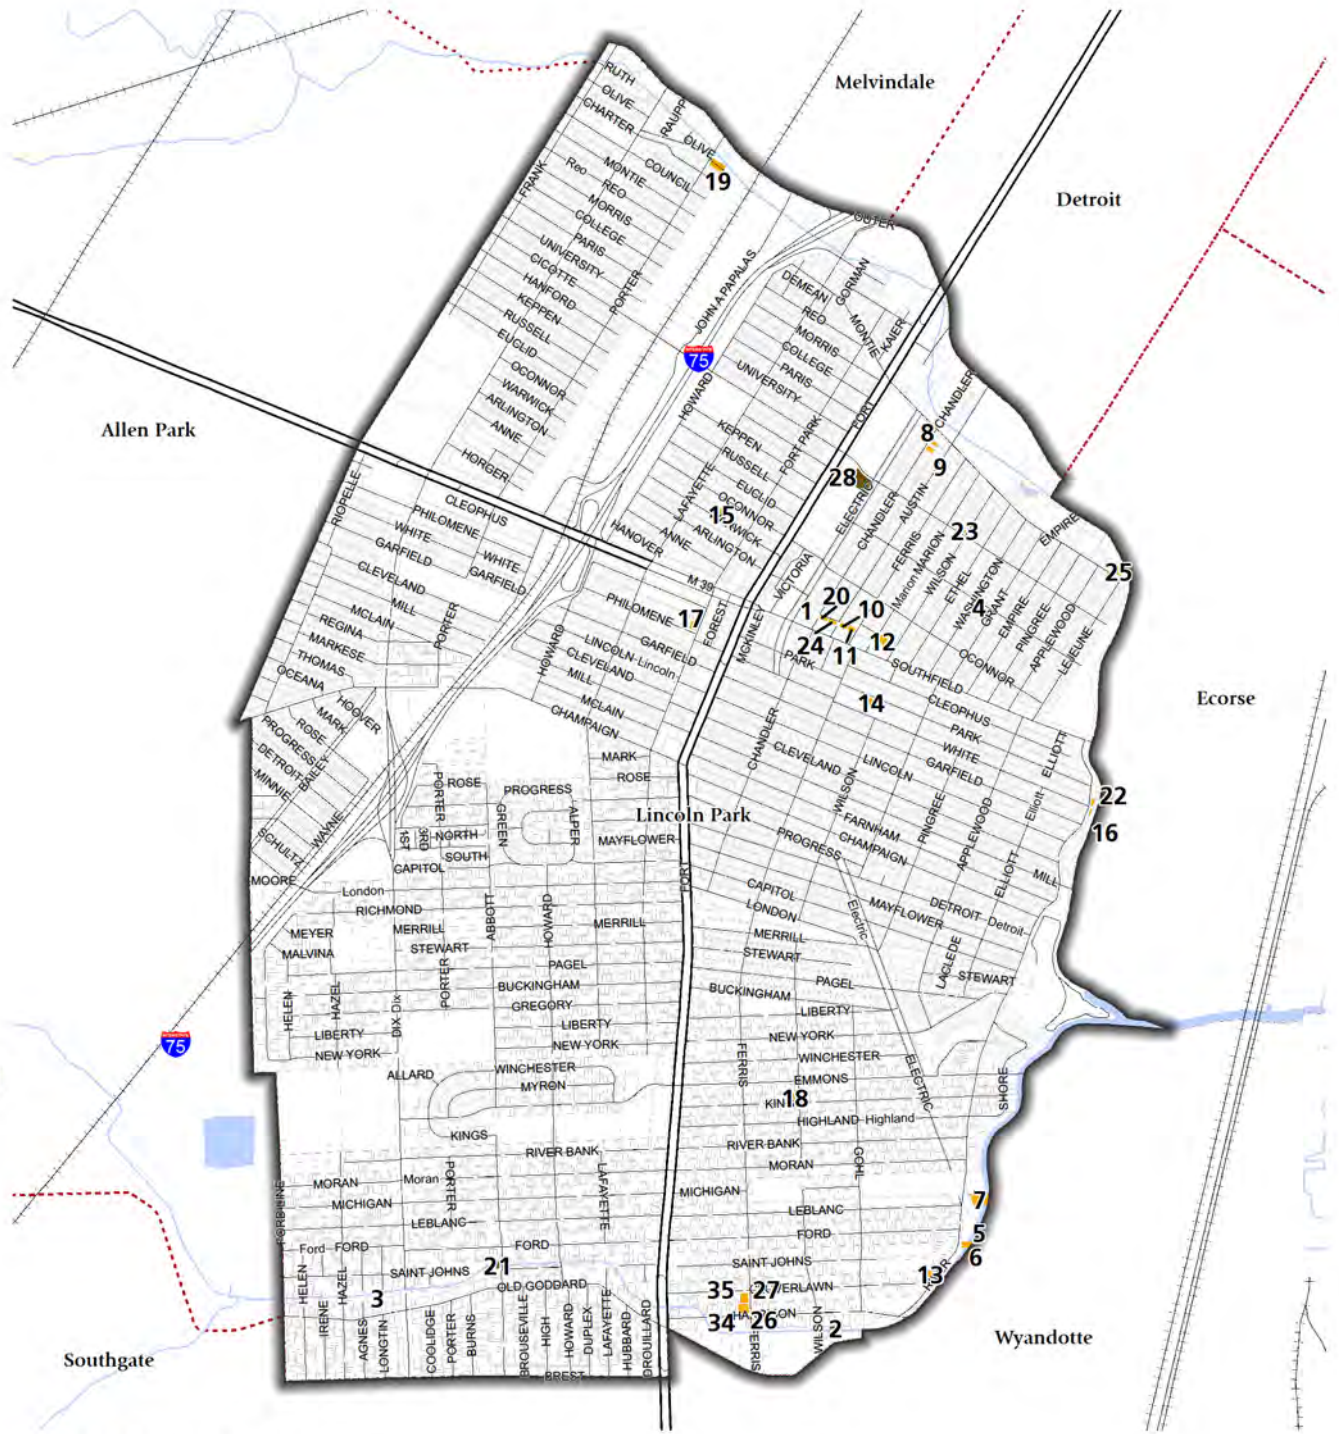 Melvindale
Detroit
Allen Park
Ecorse
Lincoln Park
Wyandotte
Southgate
RUTH
OLIVE
CHARTER
RAUPP
OLIVE
MONTIE
COUNCIL
19
FRANK
Reo
REO
MORRIS
COLLEGE
PARIS
UNIVERSITY
CICOTTE
HANFORD
KEPPEN
RUSSELL
EUCLID
OCONNOR
WARWICK
ARLINGTON
ANNE
HORGER
PORTER
JOHN A PAPALAS
75
HOWARD
DEMEAN
GORMAN
REO
MONTIE
KAIER
MORRIS
COLLEGE
PARIS
UNIVERSITY
FORT
KEPPEN
RUSSELL
FORT PARK
EUCLID
OCONNOR
LAFAYETTE
15
ARLINGTON
ANNE
HANOVER
M 39
CHANDLER
8
9
28
ELECTRIC
CHANDLER
AUSTIN
FERRIS
23
Marion
MARION
WILSON
ETHEL
WASHINGTON
4
GRANT
EMPIRE
PINGREE
APPLEWOOD
LEJEUNE
EMPIRE
25
OCONNOR
VICTORIA
1
20
10
24
11
12
14
SOUTHFIELD
CLEOPHUS
PARK
WHITE
GARFIELD
PARK
MCKINLEY
RIOPELLE
CLEOPHUS
PHILOMENE
WHITE
WHITE
GARFIELD
GARFIELD
CLEVELAND
MILL
MCLAIN
REGINA
MARKESE
THOMAS
OCEANA
PORTER
PHILOMENE
17
FOREST
GARFIELD
LINCOLN
Lincoln
CLEVELAND
MILL
MCLAIN
CHAMPAIGN
HOWARD
HOOVER
MARK
ROSE
PROGRESS
DETROIT
MINNIE
BAILEY
WAYNE
SCHULTZ
MOORE
MARK
ROSE
PROGRESS
PORTER
ROSE
GREEN
ALPER
1ST
3RD
NORTH
SOUTH
CAPITOL
MAYFLOWER
CHANDLER
CLEVELAND
LINCOLN
WILSON
FARNHAM
CHAMPAIGN
PINGREE
APPLEWOOD
ELLIOTT
Elliott
ELLIOTT
22
16
MILL
PROGRESS
CAPITOL
LONDON
Electric
MAYFLOWER
DETROIT
Detroit
MERRILL
STEWART
LACLEDE
STEWART
PAGEL
BUCKINGHAM
LIBERTY
NEW YORK
WINCHESTER
EMMONS
FORT
London
RICHMOND
MEYER
MERRILL
MALVINA
STEWART
ABBOTT
HOWARD
MERRILL
PAGEL
BUCKINGHAM
GREGORY
LIBERTY
NEW YORK
HELEN
HAZEL
DIX
Dix
PORTER
LIBERTY
NEW YORK
75
ALLARD
WINCHESTER
MYRON
KINGS
RIVER BANK
FERRIS
18
HIGHLAND
Highland
ELECTRIC
SHORE
RIVER BANK
MORAN
GOHL
MORAN
Moran
MICHIGAN
PORTER
LEBLANC
LAFAYETTE
MICHIGAN
LEBLANC
FORD
7
5
6
13
Ford
FORD
FORD
SAINT JOHNS
21
OLD GODDARD
3
SAINT JOHNS
35
27
34
26
2
WILSON
FERRIS
HELEN
IRENE
HAZEL
AGNES
LONGTIN
COOLIDGE
PORTER
BURNS
BROUSEVILLE
HIGH
HOWARD
DUPLEX
LAFAYETTE
HUBBARD
DROUILLARD
BREST